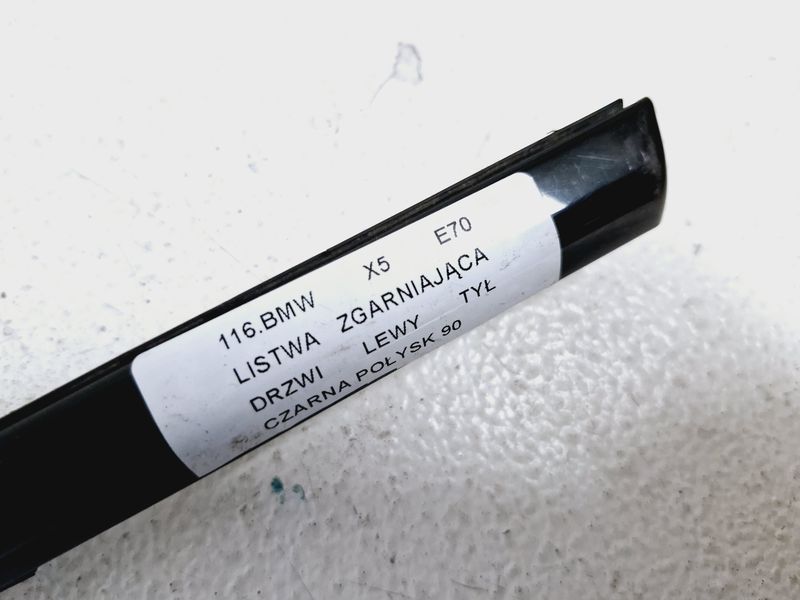 116.BMW X5 E70
LISTWA ZGARNIAJĄCA
DRZWI LEWY TYŁ
CZARNA POŁYSK 90